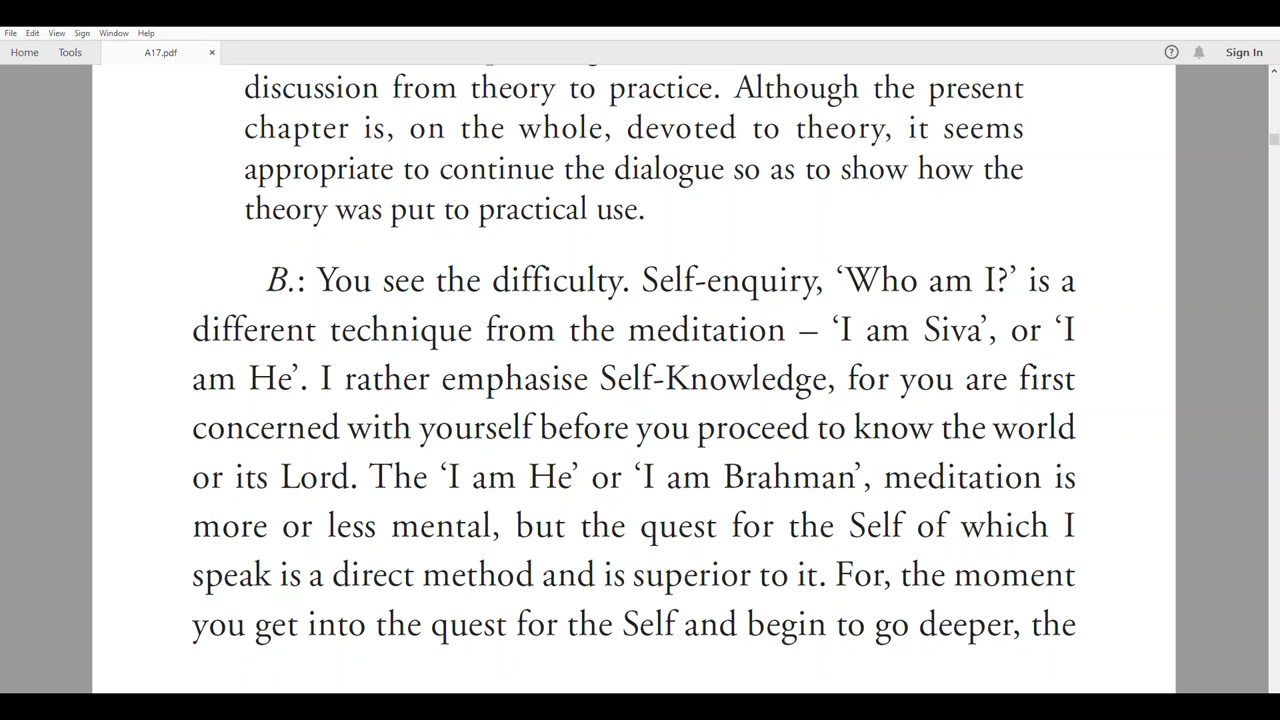 File Edit View Sign Window Help
Home Tools A17.pdf × ? Sign In
discussion from theory to practice. Although the present
chapter is, on the whole, devoted to theory, it seems
appropriate to continue the dialogue so as to show how the
theory was put to practical use.
B.: You see the difficulty. Self-enquiry, ‘Who am I?’ is a
different technique from the meditation – ‘I am Siva’, or ‘I
am He’. I rather emphasise Self-Knowledge, for you are first
concerned with yourself before you proceed to know the world
or its Lord. The ‘I am He’ or ‘I am Brahman’, meditation is
more or less mental, but the quest for the Self of which I
speak is a direct method and is superior to it. For, the moment
you get into the quest for the Self and begin to go deeper, the